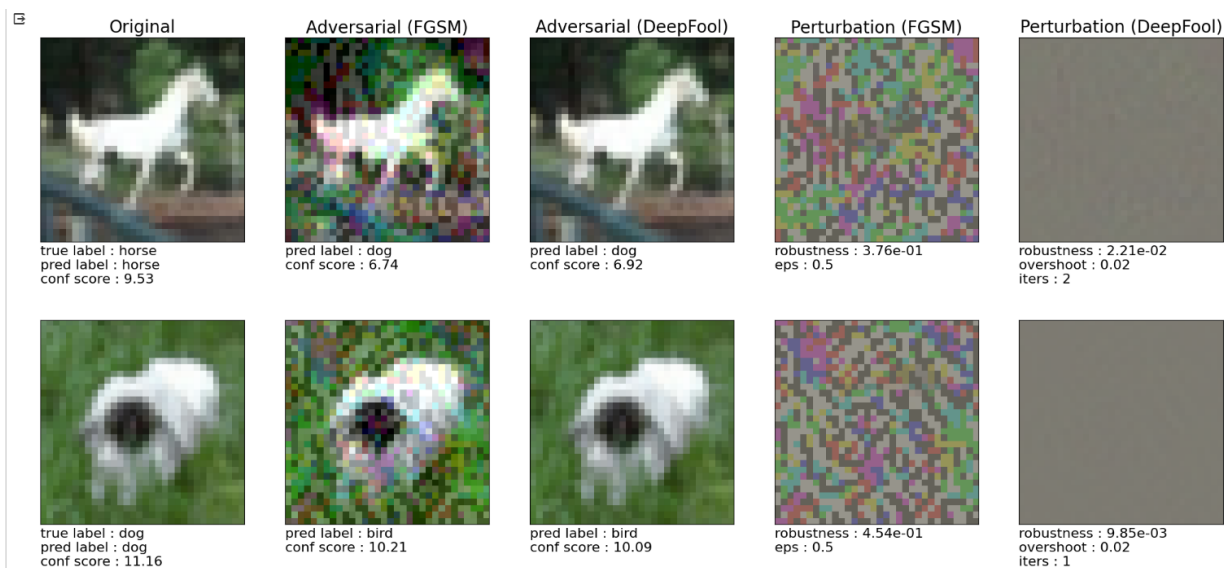 Original
Adversarial (FGSM)
Adversarial (DeepFool)
Perturbation (FGSM)
Perturbation (DeepFool)
true label : horse
pred label : horse
conf score : 9.53
pred label : dog
conf score : 6.74
pred label : dog
conf score : 6.92
robustness : 3.76e-01
eps : 0.5
robustness : 2.21e-02
overshoot : 0.02
iters : 2
true label : dog
pred label : dog
conf score : 11.16
pred label : bird
conf score : 10.21
pred label : bird
conf score : 10.09
robustness : 4.54e-01
eps : 0.5
robustness : 9.85e-03
overshoot : 0.02
iters : 1